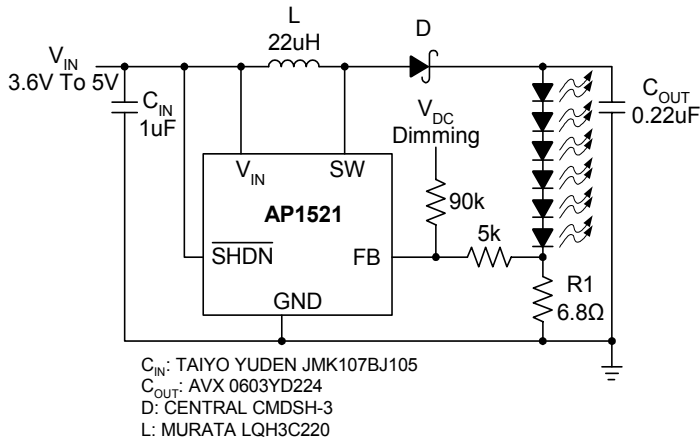 L
22uH
D
V_IN
3.6V To 5V
C_IN
1uF
V_DC
Dimming
C_OUT
0.22uF
V_IN
SW
AP1521
90k
5k
SHDN
FB
GND
R1
6.8Ω
C_IN: TAIYO YUDEN JMK107BJ105
C_OUT: AVX 0603YD224
D: CENTRAL CMDSH-3
L: MURATA LQH3C220